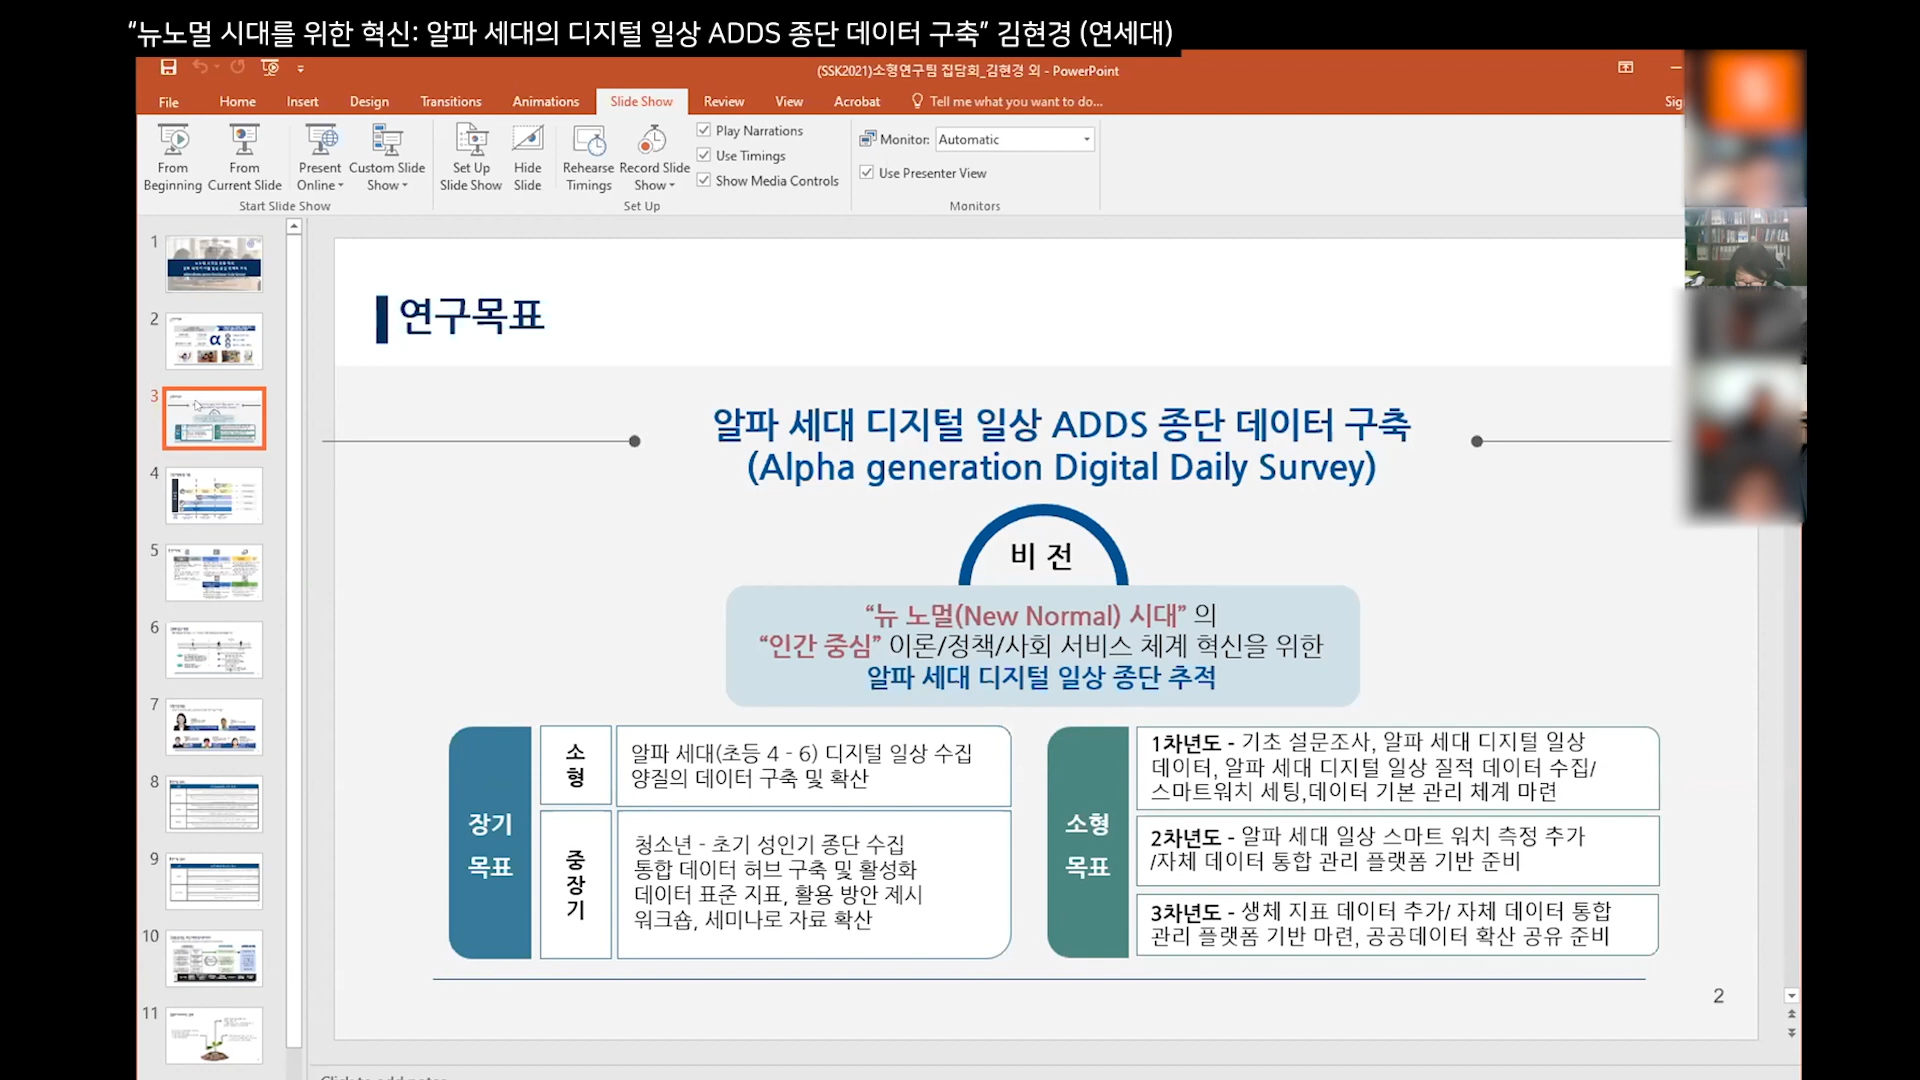 “뉴노멀 시대를 위한 혁신: 알파 세대의 디지털 일상 ADDS 종단 데이터 구축” 김현경 (연세대)
(SSK2021)소형연구팀 집담회_김현경 외 - PowerPoint
File Home Insert Design Transitions Animations Slide Show Review View Acrobat Tell me what you want to do...
From Beginning
From Current Slide
Present Online
Custom Slide Show
Start Slide Show
Set Up Slide Show
Hide Slide
Rehearse Timings
Record Slide Show
Play Narrations
Use Timings
Show Media Controls
Set Up
Monitor: Automatic
Use Presenter View
Monitors
1
2
3
4
5
6
7
8
9
10
11
연구목표
알파 세대 디지털 일상 ADDS 종단 데이터 구축
(Alpha generation Digital Daily Survey)
비 전
“뉴 노멀(New Normal) 시대” 의
“인간 중심” 이론/정책/사회 서비스 체계 혁신을 위한
알파 세대 디지털 일상 종단 추적
장기
목표
소
형
알파 세대(초등 4 - 6) 디지털 일상 수집
양질의 데이터 구축 및 확산
중
장
기
청소년 - 초기 성인기 종단 수집
통합 데이터 허브 구축 및 활성화
데이터 표준 지표, 활용 방안 제시
워크숍, 세미나로 자료 확산
소형
목표
1차년도 - 기초 설문조사, 알파 세대 디지털 일상
데이터, 알파 세대 디지털 일상 질적 데이터 수집/
스마트워치 세팅,데이터 기본 관리 체계 마련
2차년도 - 알파 세대 일상 스마트 워치 측정 추가
/자체 데이터 통합 관리 플랫폼 기반 준비
3차년도 - 생체 지표 데이터 추가/ 자체 데이터 통합
관리 플랫폼 기반 마련, 공공데이터 확산 공유 준비
2